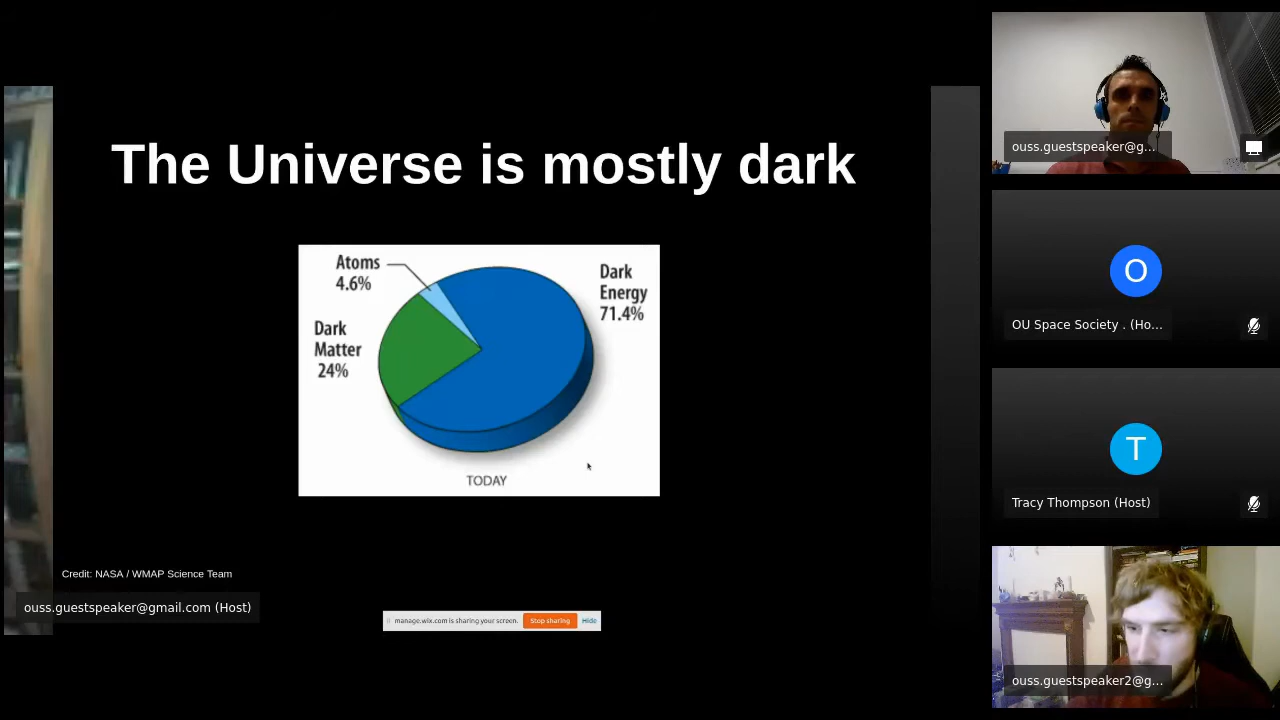 The Universe is mostly dark
Atoms
4.6%
Dark
Energy
71.4%
Dark
Matter
24%
TODAY
Credit: NASA / WMAP Science Team
ouss.guestspeaker@gmail.com (Host)
manage.wix.com is sharing your screen.
Stop sharing
Hide
ouss.guestspeaker@g...
O
OU Space Society . (Ho...
T
Tracy Thompson (Host)
ouss.guestspeaker2@g...